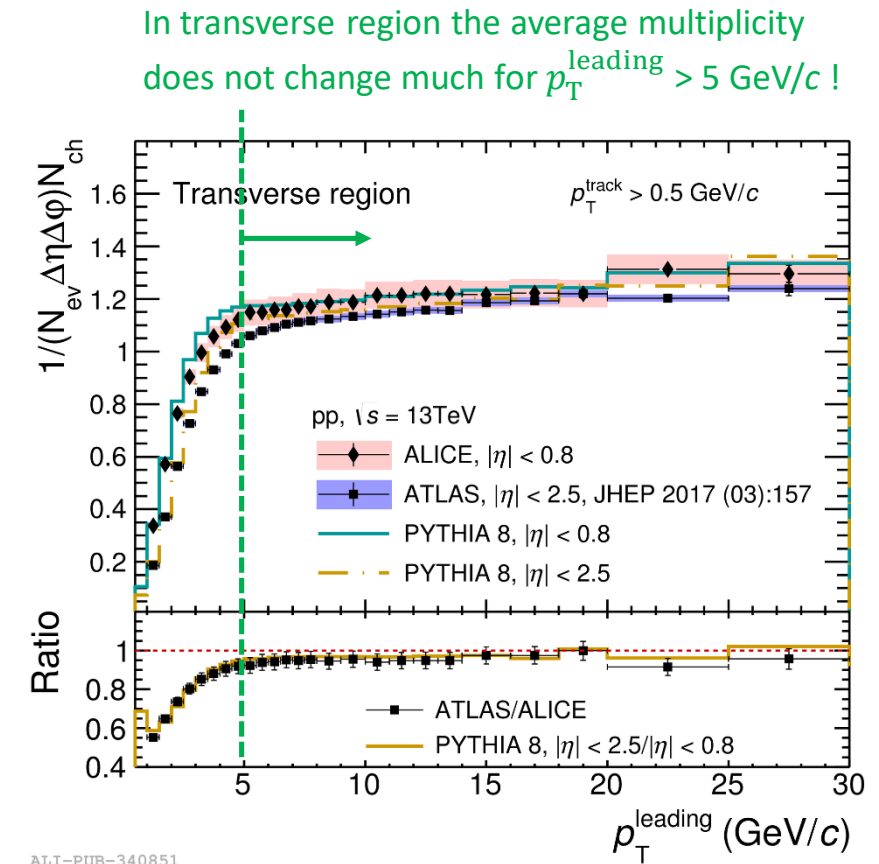 In transverse region the average multiplicity
does not change much for p_T^leading > 5 GeV/c !
1/(N_ev Δη Δφ)N_ch
1.6
1.4
1.2
1
0.8
0.6
0.4
0.2
Transverse region
p_T^track > 0.5 GeV/c
pp, √s = 13TeV
ALICE, |η| < 0.8
ATLAS, |η| < 2.5, JHEP 2017 (03):157
PYTHIA 8, |η| < 0.8
PYTHIA 8, |η| < 2.5
Ratio
1
0.8
0.6
0.4
ATLAS/ALICE
PYTHIA 8, |η| < 2.5/|η| < 0.8
5 10 15 20 25 30
p_T^leading (GeV/c)
ALI-PUB-340851